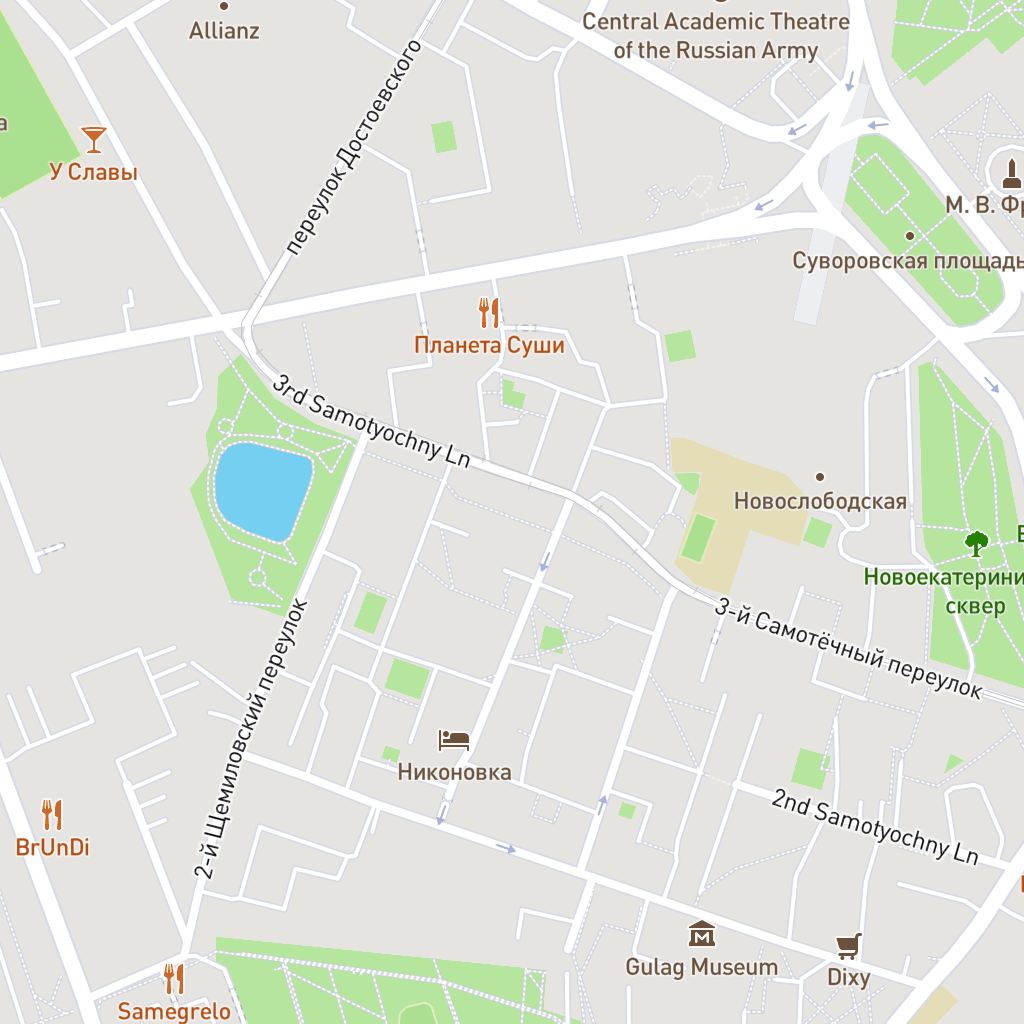 Allianz
Central Academic Theatre
of the Russian Army
переулок Достоевского
а
У Славы
М. В. Фр
Суворовская площадь
Планета Суши
3rd Samotyochny Ln
Новослободская
Новоекатерини
сквер
3-й Самотёчный переулок
2-й Щемиловский переулок
Никоновка
2nd Samotyochny Ln
BrUnDi
Gulag Museum
Dixy
Samegrelo